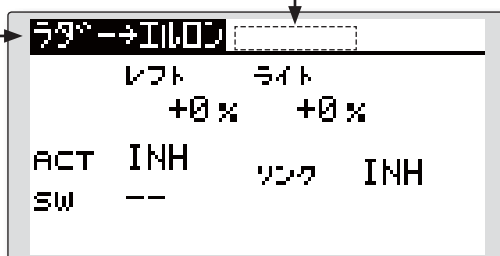 ラダー→エルロン
レフト ライト
+0% +0%
ACT INH リンク INH
SW --